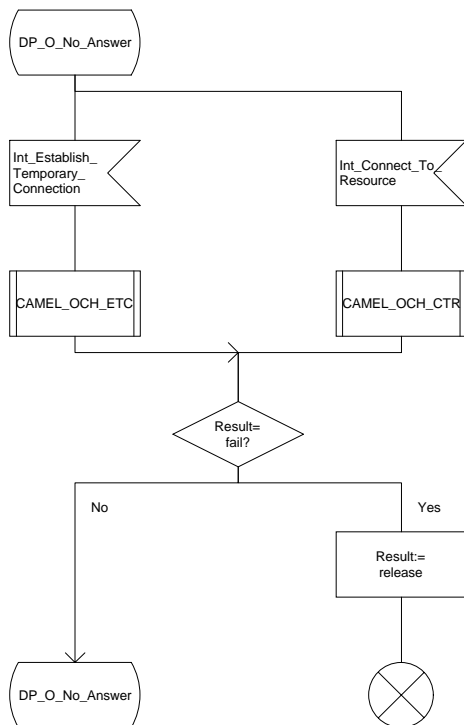 DP_O_No_Answer
Int_Establish_
Temporary_
Connection
Int_Connect_To_
Resource
CAMEL_OCH_ETC
CAMEL_OCH_CTR
Result=
fail?
No
Yes
Result:=
release
DP_O_No_Answer